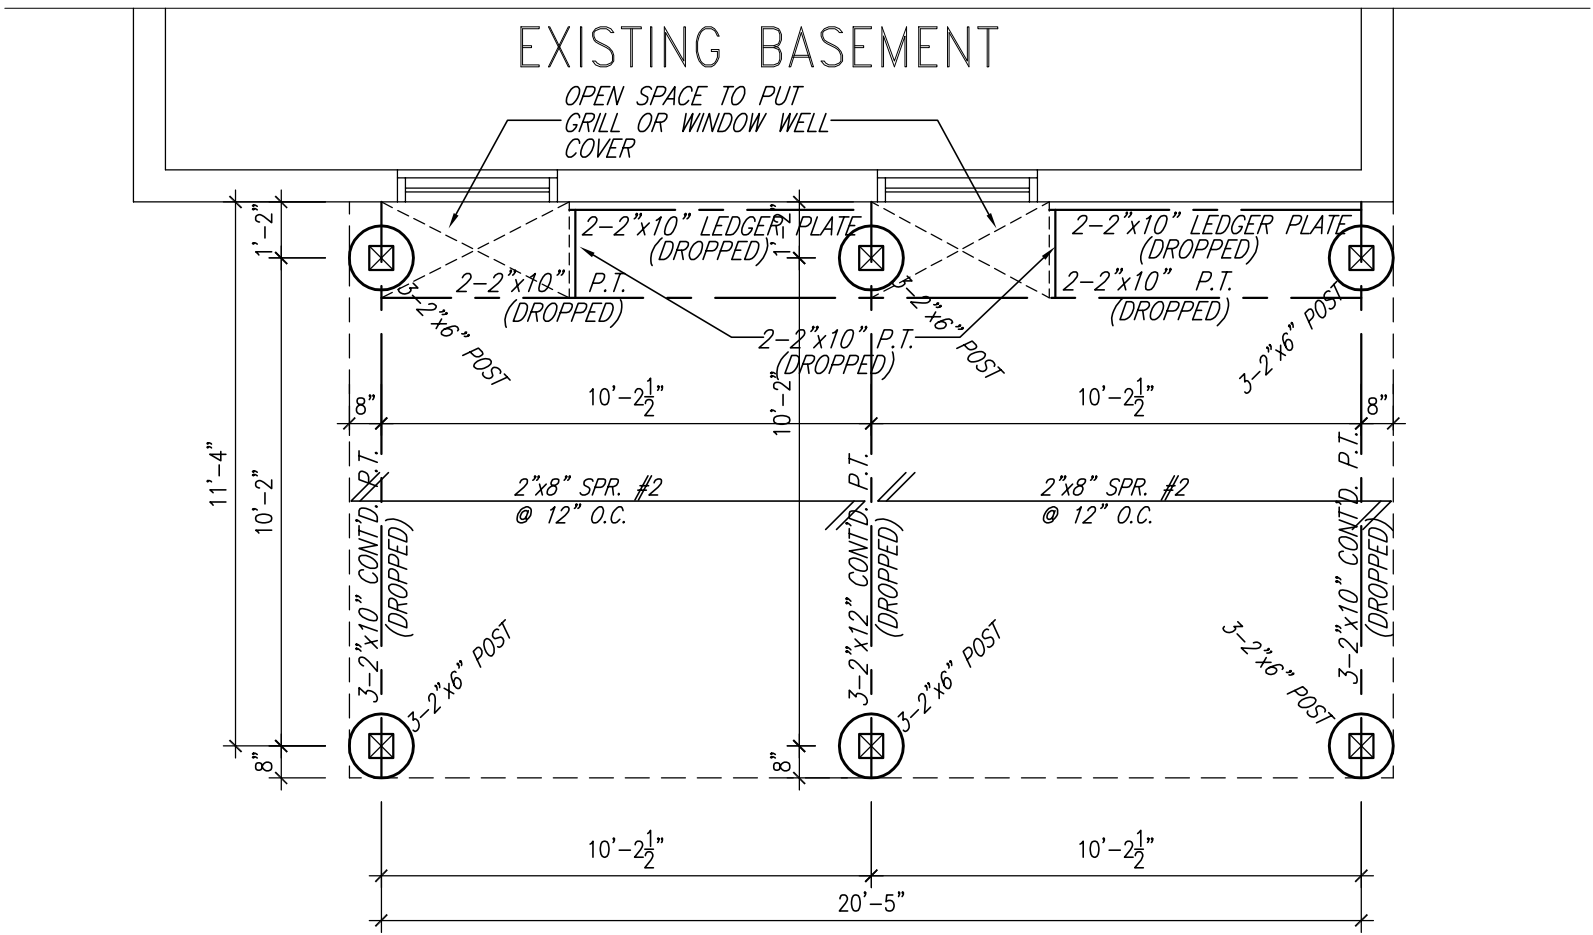 EXISTING BASEMENT
OPEN SPACE TO PUT
GRILL OR WINDOW WELL
COVER
1'-2"
1'-2"
2-2"x10" LEDGER PLATE
(DROPPED)
2-2"x10" LEDGER PLATE
(DROPPED)
2-2"x10" P.T.
(DROPPED)
2-2"x10" P.T.
(DROPPED)
2-2"x10" P.T.
(DROPPED)
3-2"x6" POST
3-2"x6" POST
3-2"x6" POST
8"
10'-2½"
10'-2½"
8"
11'-4"
10'-2"
10'-2"
2"x8" SPR. #2
@ 12" O.C.
2"x8" SPR. #2
@ 12" O.C.
3-2"x10" CONT'D. P.T.
(DROPPED)
3-2"x12" CONT'D. P.T.
(DROPPED)
3-2"x10" CONT'D. P.T.
(DROPPED)
3-2"x6" POST
3-2"x6" POST
3-2"x6" POST
8"
8"
10'-2½"
10'-2½"
20'-5"